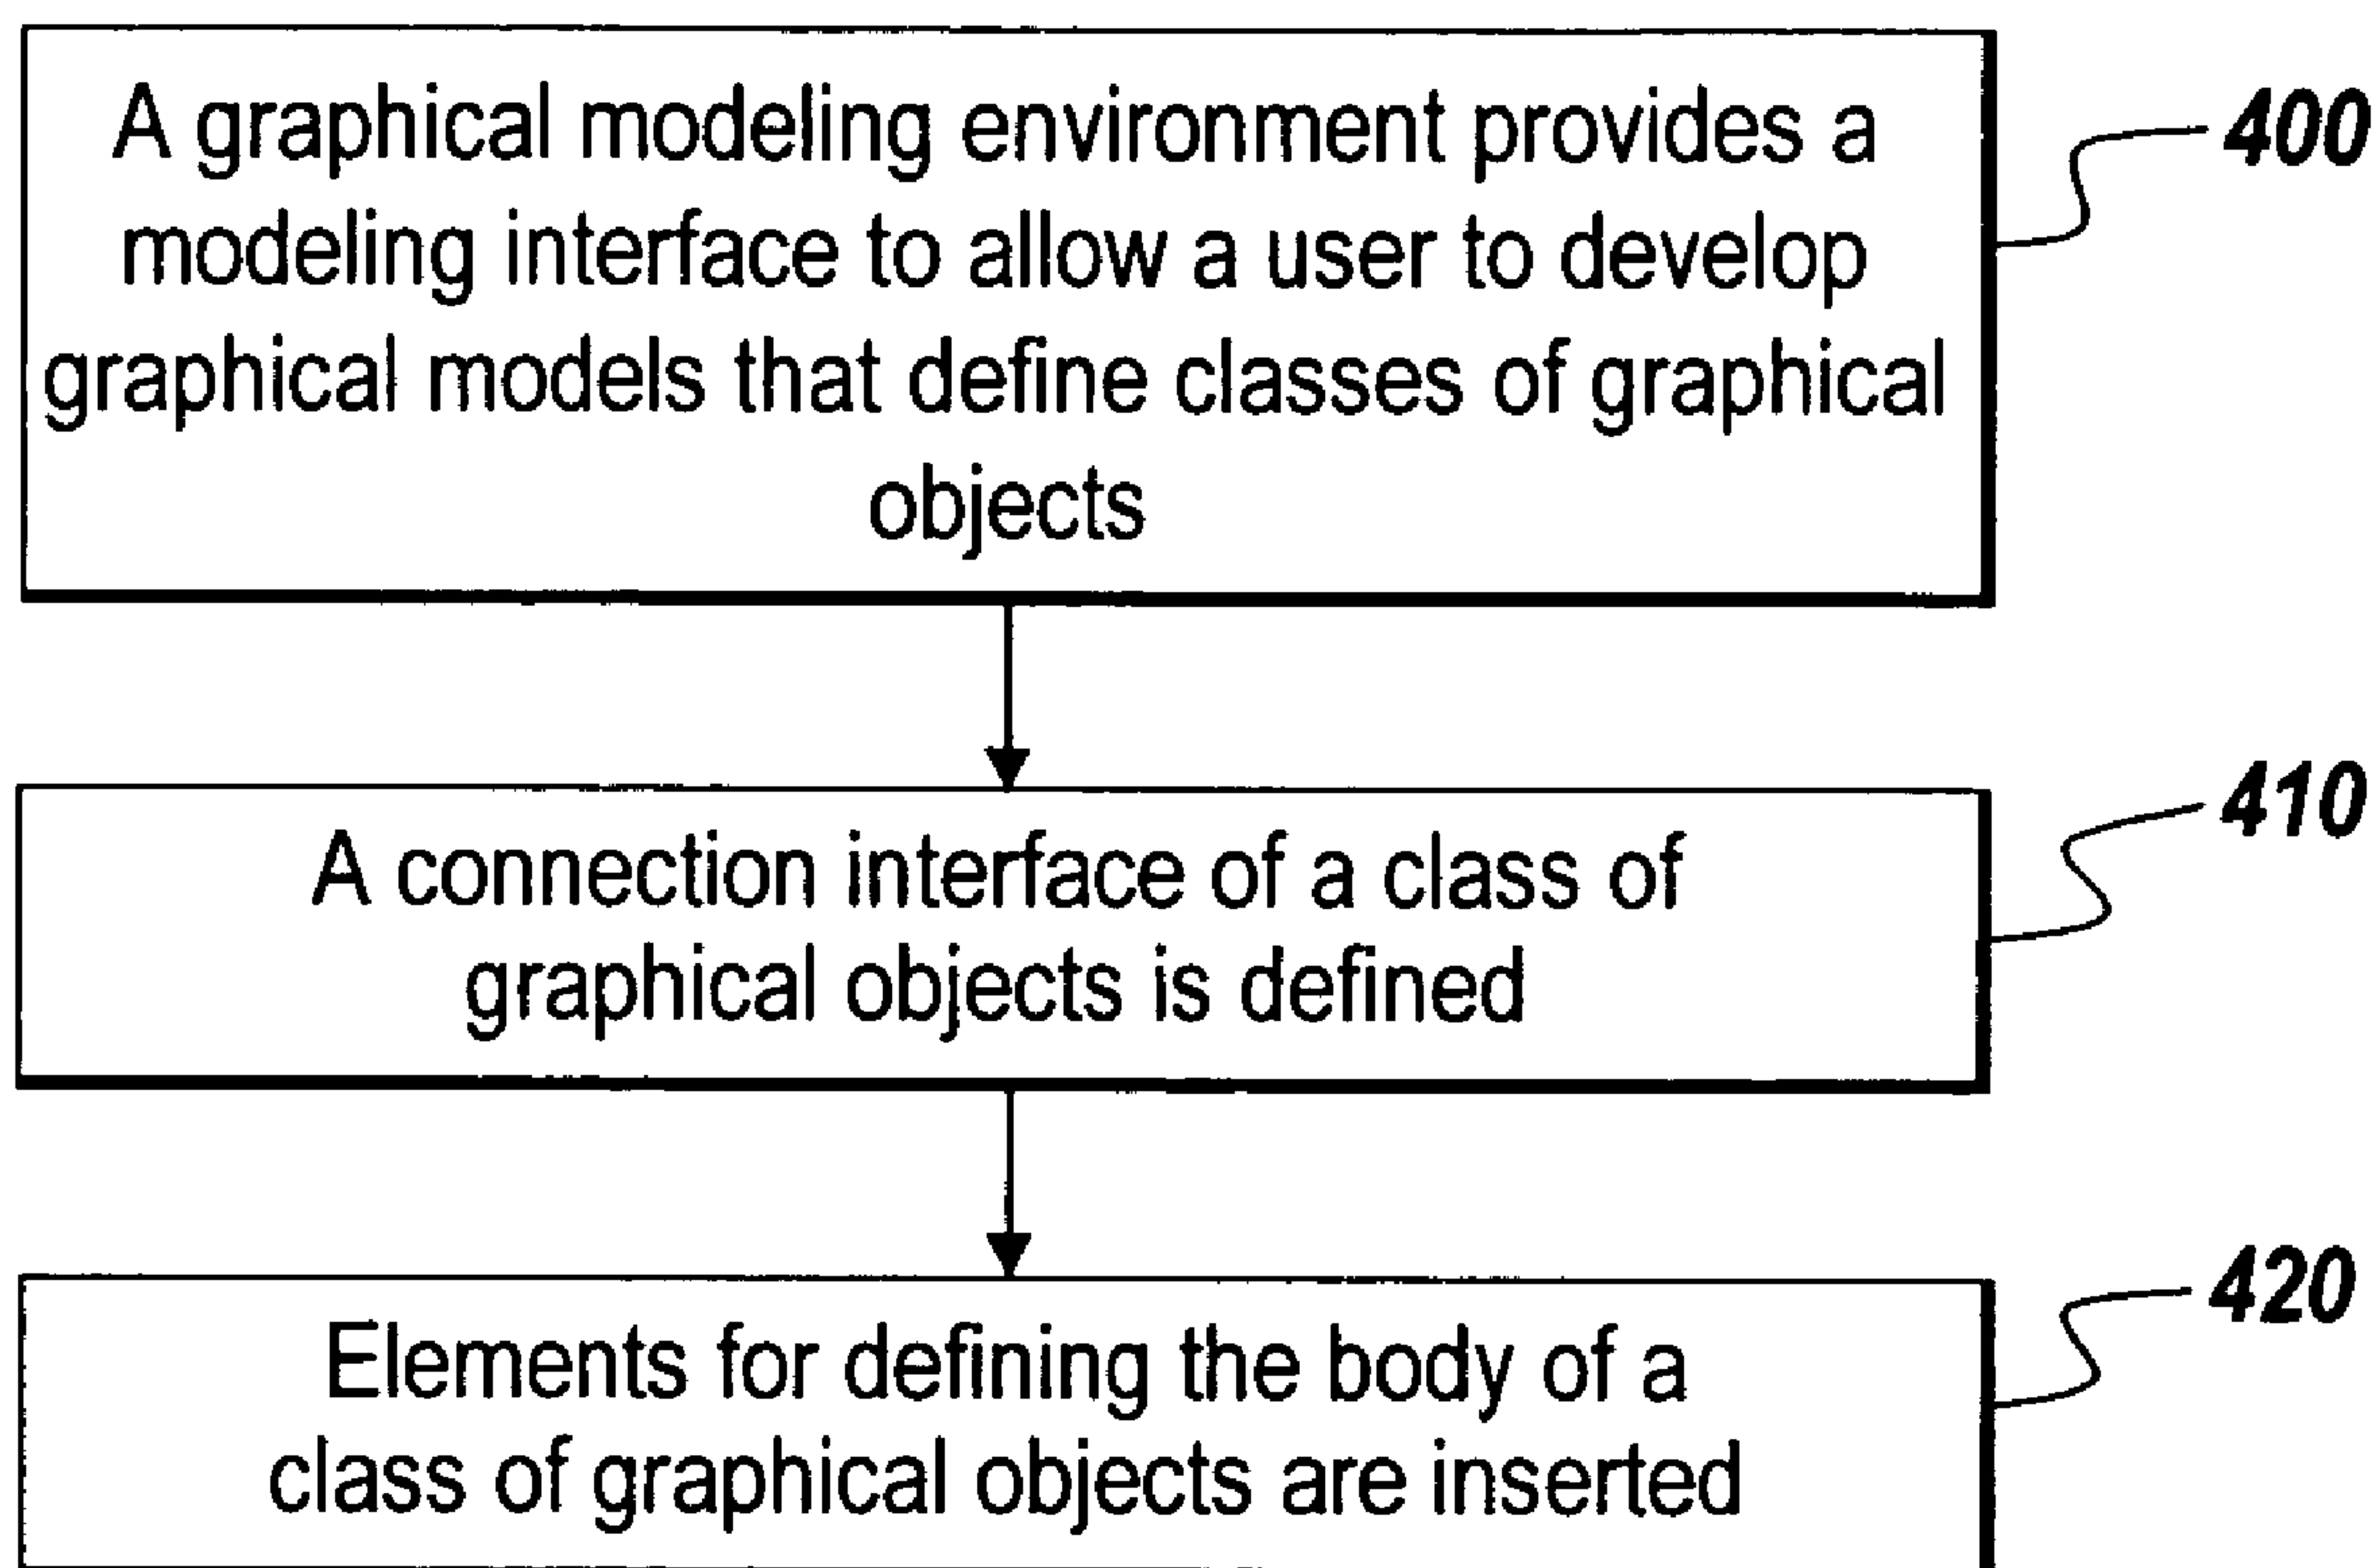 A graphical modeling environment provides a
modeling interface to allow a user to develop
graphical models that define classes of graphical
objects
400
A connection interface of a class of
graphical objects is defined
410
Elements for defining the body of a
class of graphical objects are inserted
420